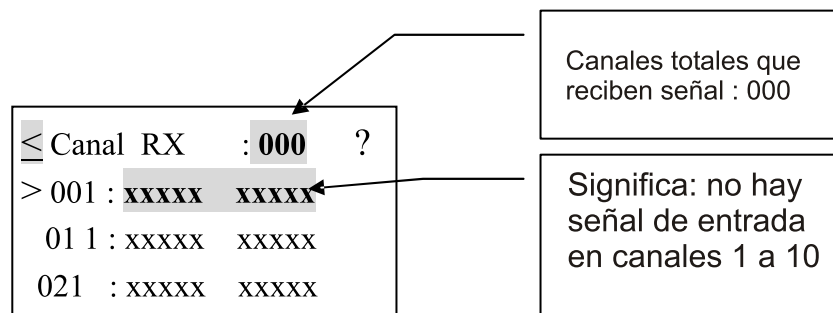 Canales totales que
reciben señal : 000
< Canal RX : 000 ?
> 001 : xxxxx xxxxx
01 1 : xxxxx xxxxx
021 : xxxxx xxxxx
Significa: no hay
señal de entrada
en canales 1 a 10